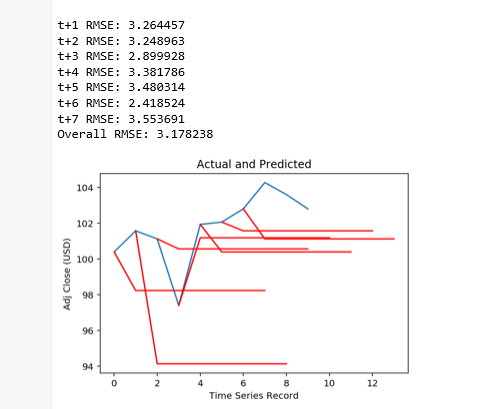 t+1 RMSE: 3.264457
t+2 RMSE: 3.248963
t+3 RMSE: 2.899928
t+4 RMSE: 3.381786
t+5 RMSE: 3.480314
t+6 RMSE: 2.418524
t+7 RMSE: 3.553691
Overall RMSE: 3.178238
Actual and Predicted
104
102
100
98
96
94
Adj Close (USD)
0 2 4 6 8 10 12
Time Series Record